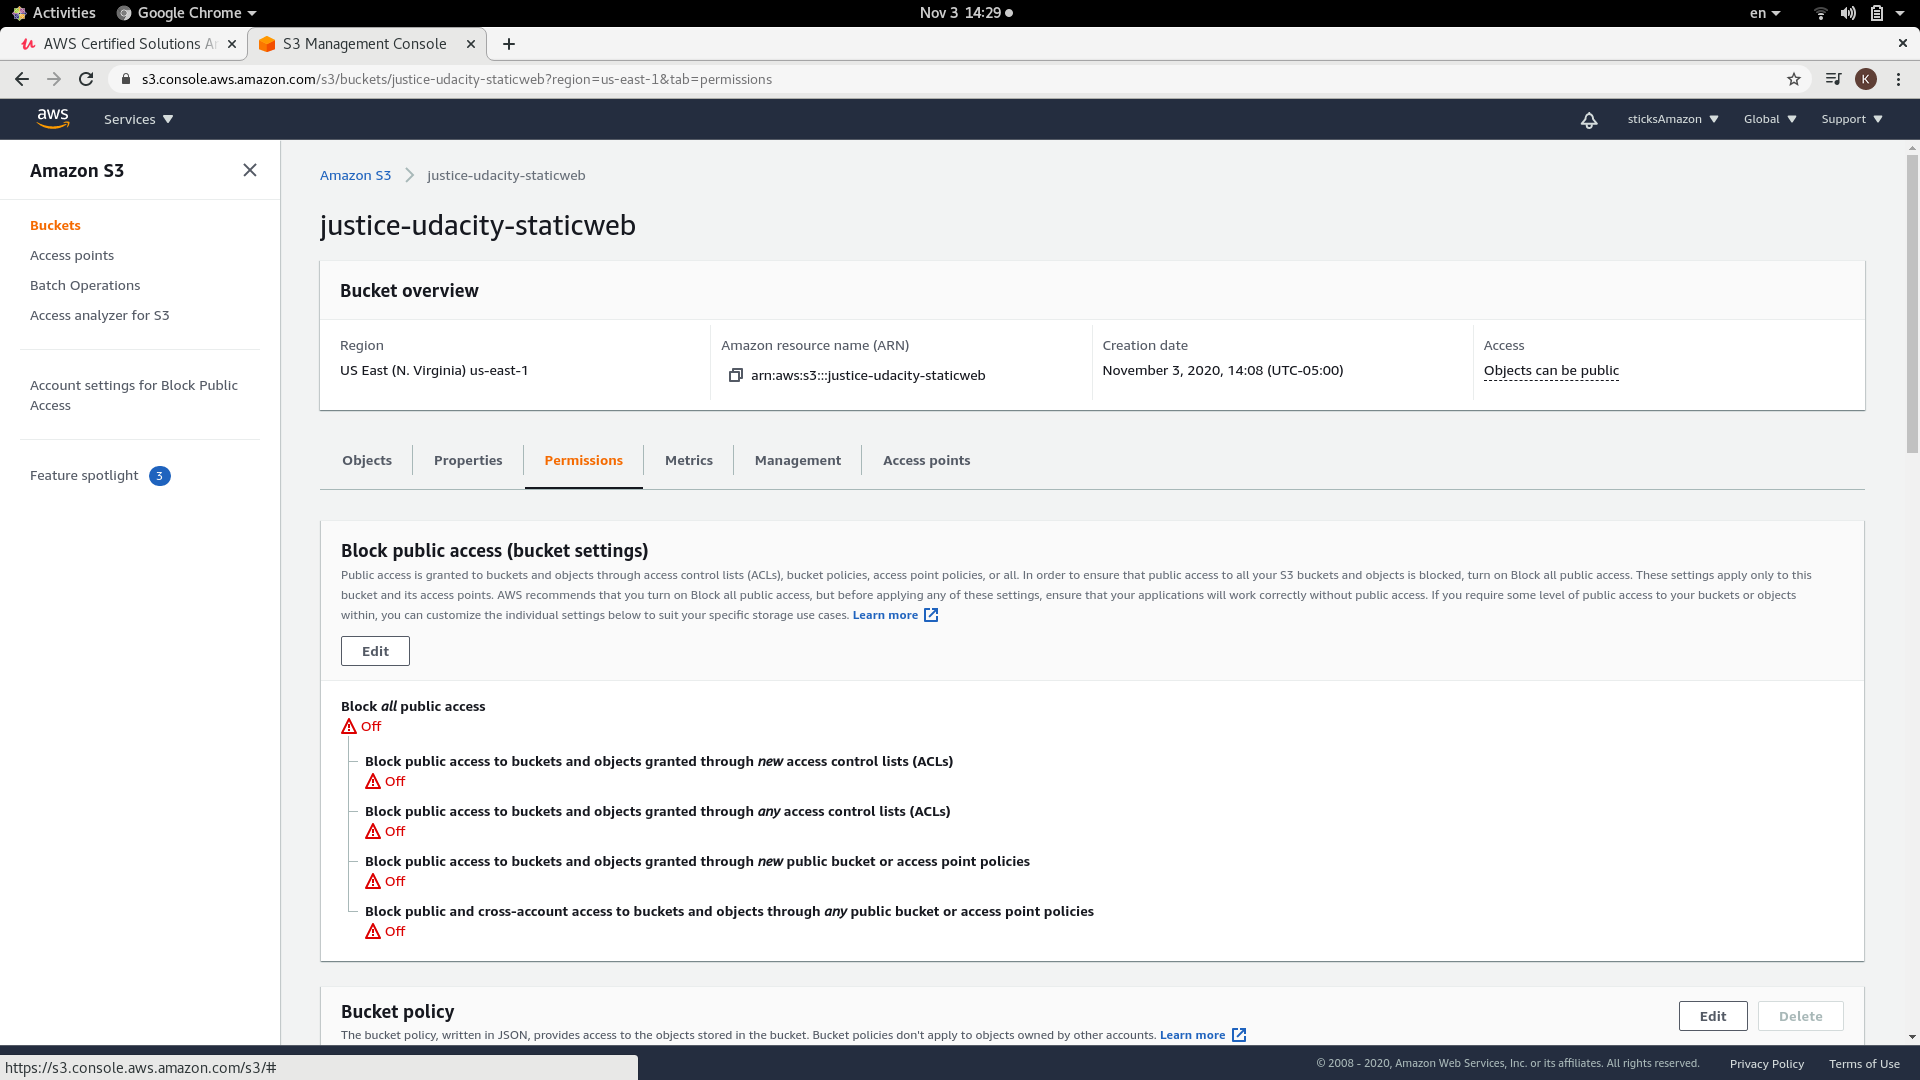 Activities Google Chrome Nov 3 14:29 en
AWS Certified Solutions Ar S3 Management Console
s3.console.aws.amazon.com/s3/buckets/justice-udacity-staticweb?region=us-east-1&tab=permissions K
aws Services sticksAmazon Global Support
Amazon S3
Buckets
Access points
Batch Operations
Access analyzer for S3
Account settings for Block Public
Access
Feature spotlight 3
Amazon S3 justice-udacity-staticweb
justice-udacity-staticweb
Bucket overview
Region
US East (N. Virginia) us-east-1
Amazon resource name (ARN)
arn:aws:s3:::justice-udacity-staticweb
Creation date
November 3, 2020, 14:08 (UTC-05:00)
Access
Objects can be public
Objects Properties Permissions Metrics Management Access points
Block public access (bucket settings)
Public access is granted to buckets and objects through access control lists (ACLs), bucket policies, access point policies, or all. In order to ensure that public access to all your S3 buckets and objects is blocked, turn on Block all public access. These settings apply only to this
bucket and its access points. AWS recommends that you turn on Block all public access, but before applying any of these settings, ensure that your applications will work correctly without public access. If you require some level of public access to your buckets or objects
within, you can customize the individual settings below to suit your specific storage use cases. Learn more
Edit
Block all public access
Off
Block public access to buckets and objects granted through new access control lists (ACLs)
Off
Block public access to buckets and objects granted through any access control lists (ACLs)
Off
Block public access to buckets and objects granted through new public bucket or access point policies
Off
Block public and cross-account access to buckets and objects through any public bucket or access point policies
Off
Bucket policy
The bucket policy, written in JSON, provides access to the objects stored in the bucket. Bucket policies don't apply to objects owned by other accounts. Learn more
Edit Delete
https://s3.console.aws.amazon.com/s3/#
© 2008 - 2020, Amazon Web Services, Inc. or its affiliates. All rights reserved. Privacy Policy Terms of Use